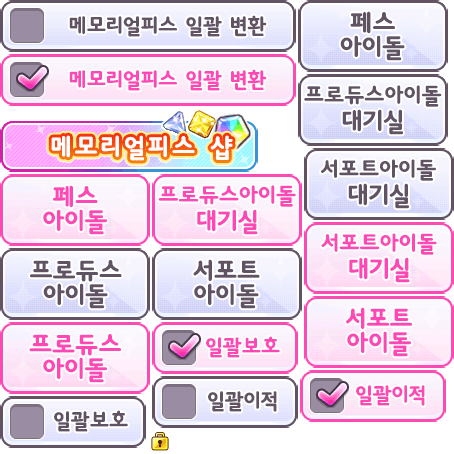 메모리얼피스 일괄 변환
메모리얼피스 일괄 변환
메모리얼피스 샵
페스
아이돌
프로듀스아이돌
대기실
프로듀스
아이돌
서포트
아이돌
프로듀스
아이돌
일괄보호
일괄보호
일괄이적
페스
아이돌
프로듀스아이돌
대기실
서포트아이돌
대기실
서포트아이돌
대기실
서포트
아이돌
일괄이적